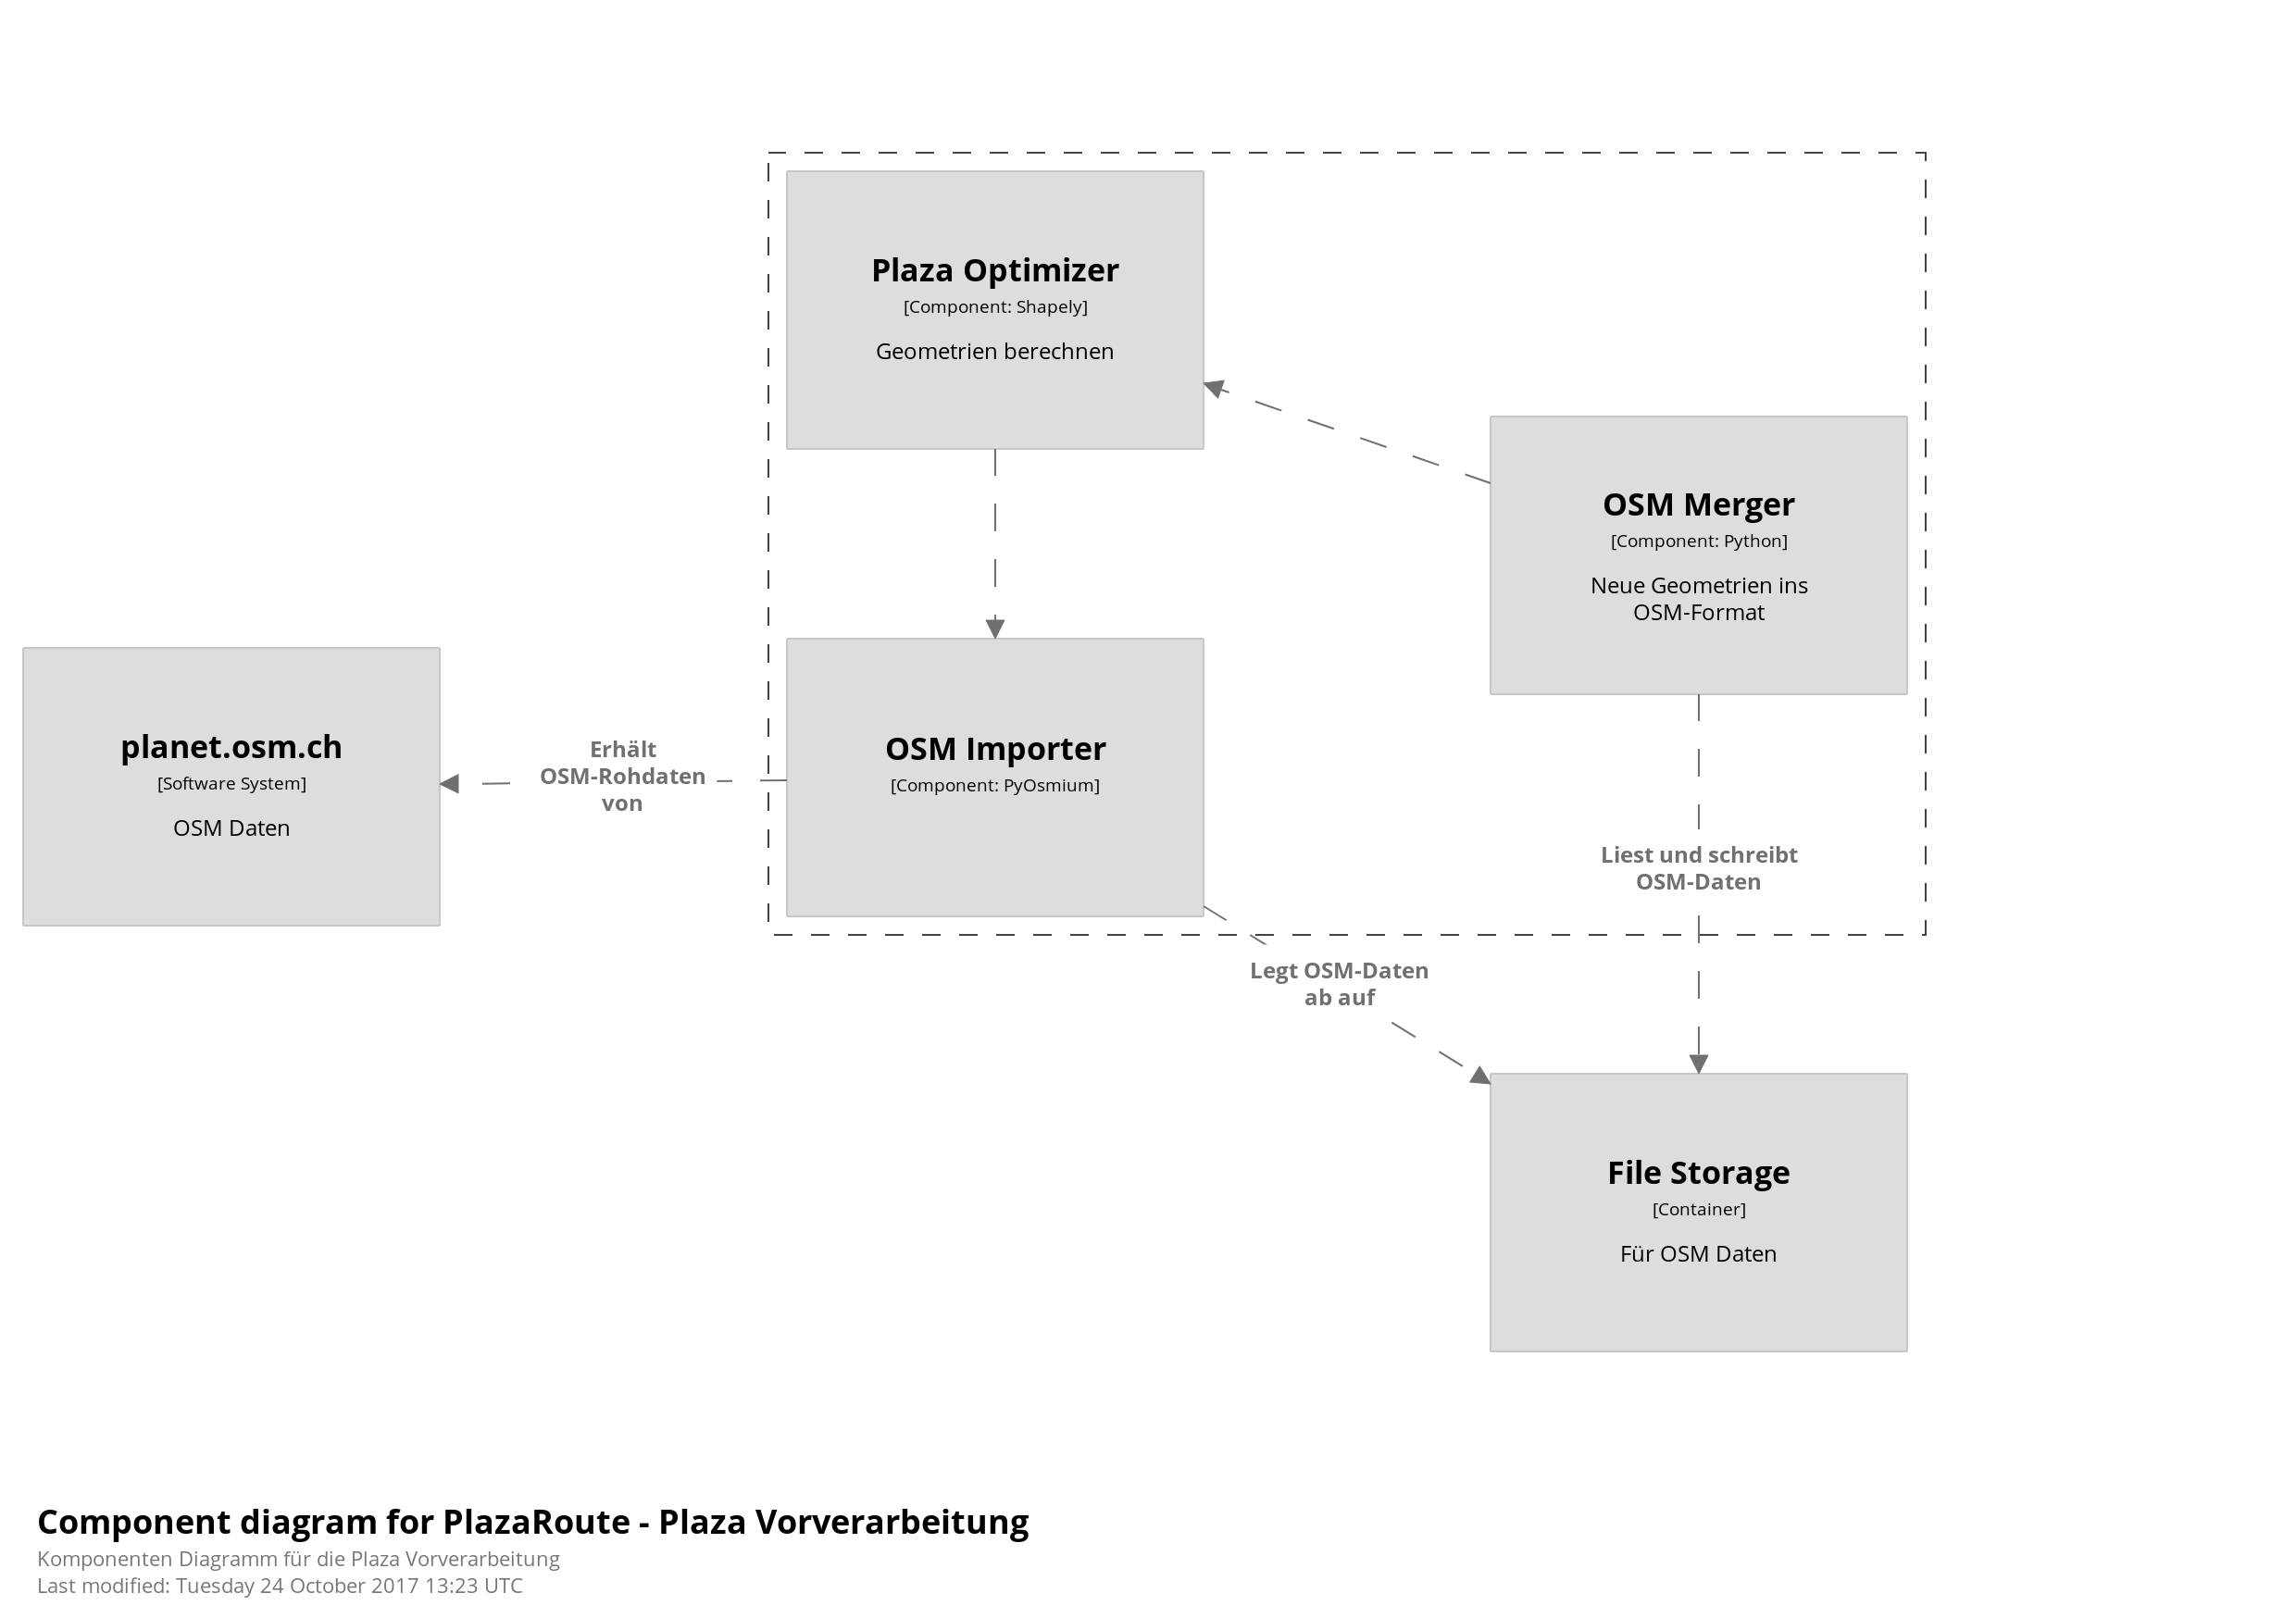 Plaza Optimizer
[Component: Shapely]
Geometrien berechnen
OSM Merger
[Component: Python]
Neue Geometrien ins
OSM-Format
planet.osm.ch
[Software System]
OSM Daten
Erhält
OSM-Rohdaten
von
OSM Importer
[Component: PyOsmium]
Liest und schreibt
OSM-Daten
Legt OSM-Daten
ab auf
File Storage
[Container]
Für OSM Daten
Component diagram for PlazaRoute - Plaza Vorverarbeitung
Komponenten Diagramm für die Plaza Vorverarbeitung
Last modified: Tuesday 24 October 2017 13:23 UTC